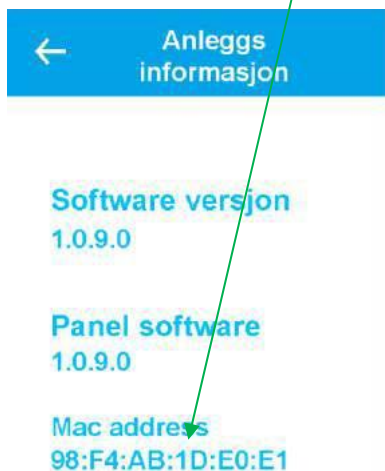 Anleggs
informasjon
Software versjon
1.0.9.0
Panel software
1.0.9.0
Mac address
98:F4:AB:1D:E0:E1